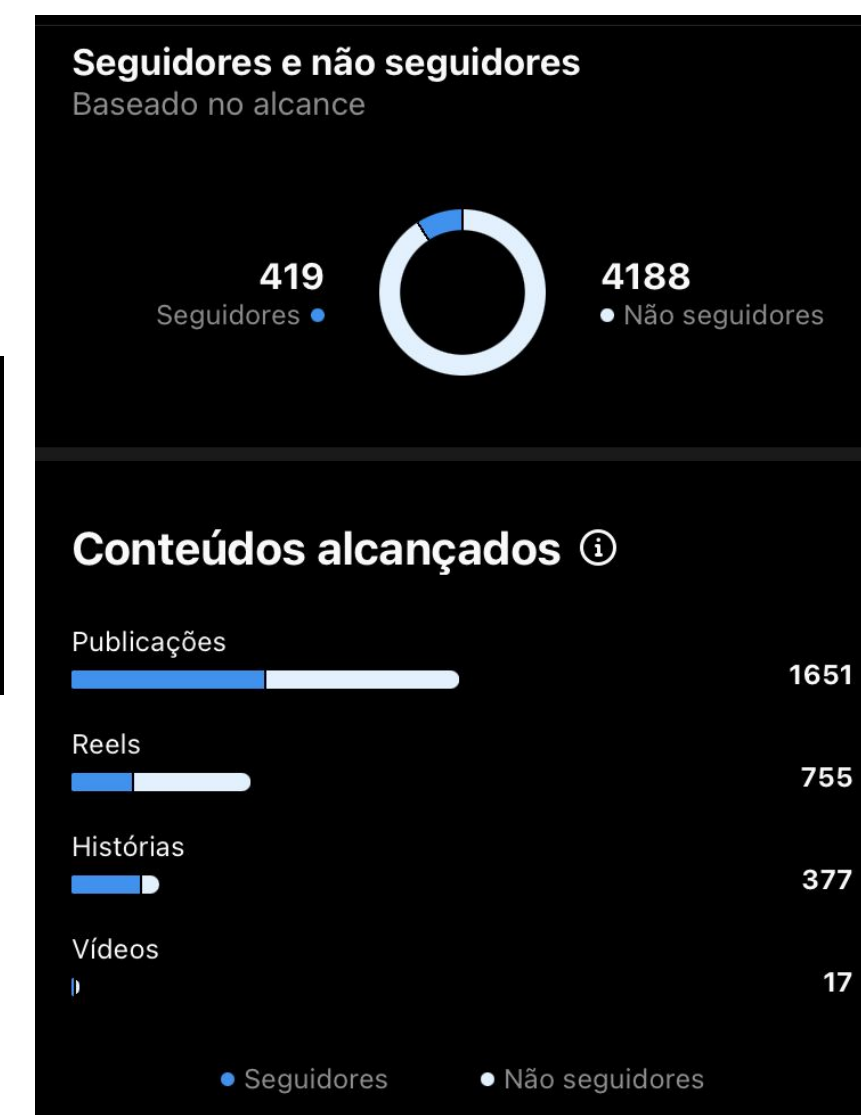 Seguidores e não seguidores
Baseado no alcance
419
Seguidores
4188
Não seguidores
Conteúdos alcançados
Publicações
1651
Reels
755
Histórias
377
Vídeos
17
Seguidores
Não seguidores